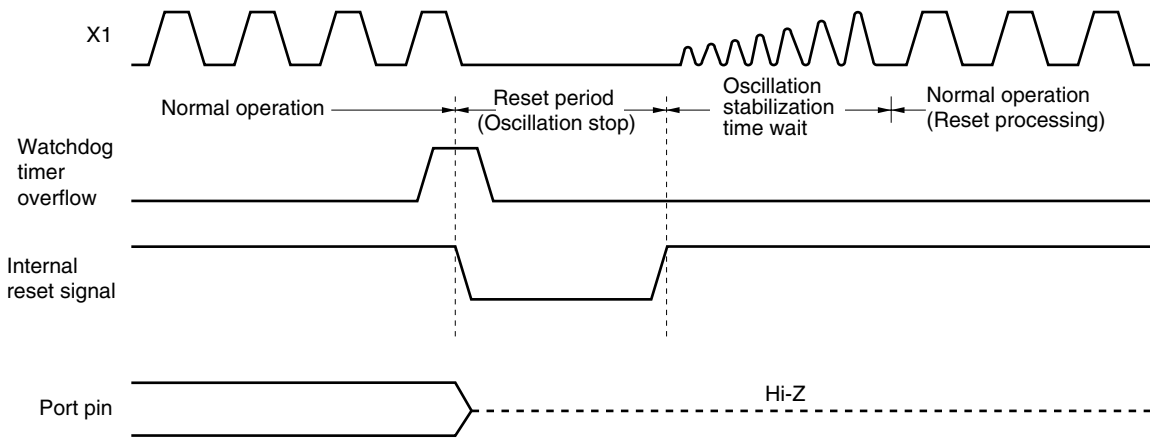 X1
Normal operation
Reset period
(Oscillation stop)
Oscillation
stabilization
time wait
Normal operation
(Reset processing)
Watchdog
timer
overflow
Internal
reset signal
Port pin
Hi-Z